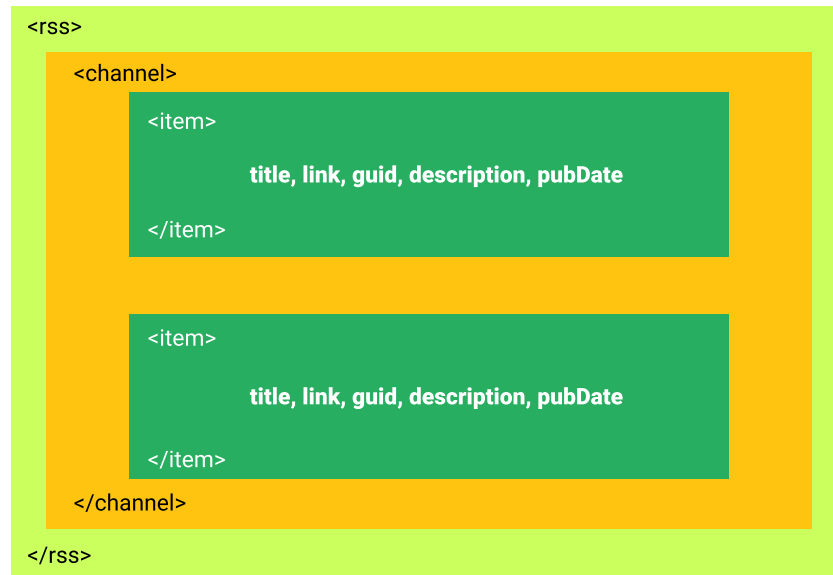 <rss>
<channel>
<item>
title, link, guid, description, pubDate
</item>
<item>
title, link, guid, description, pubDate
</item>
</channel>
</rss>